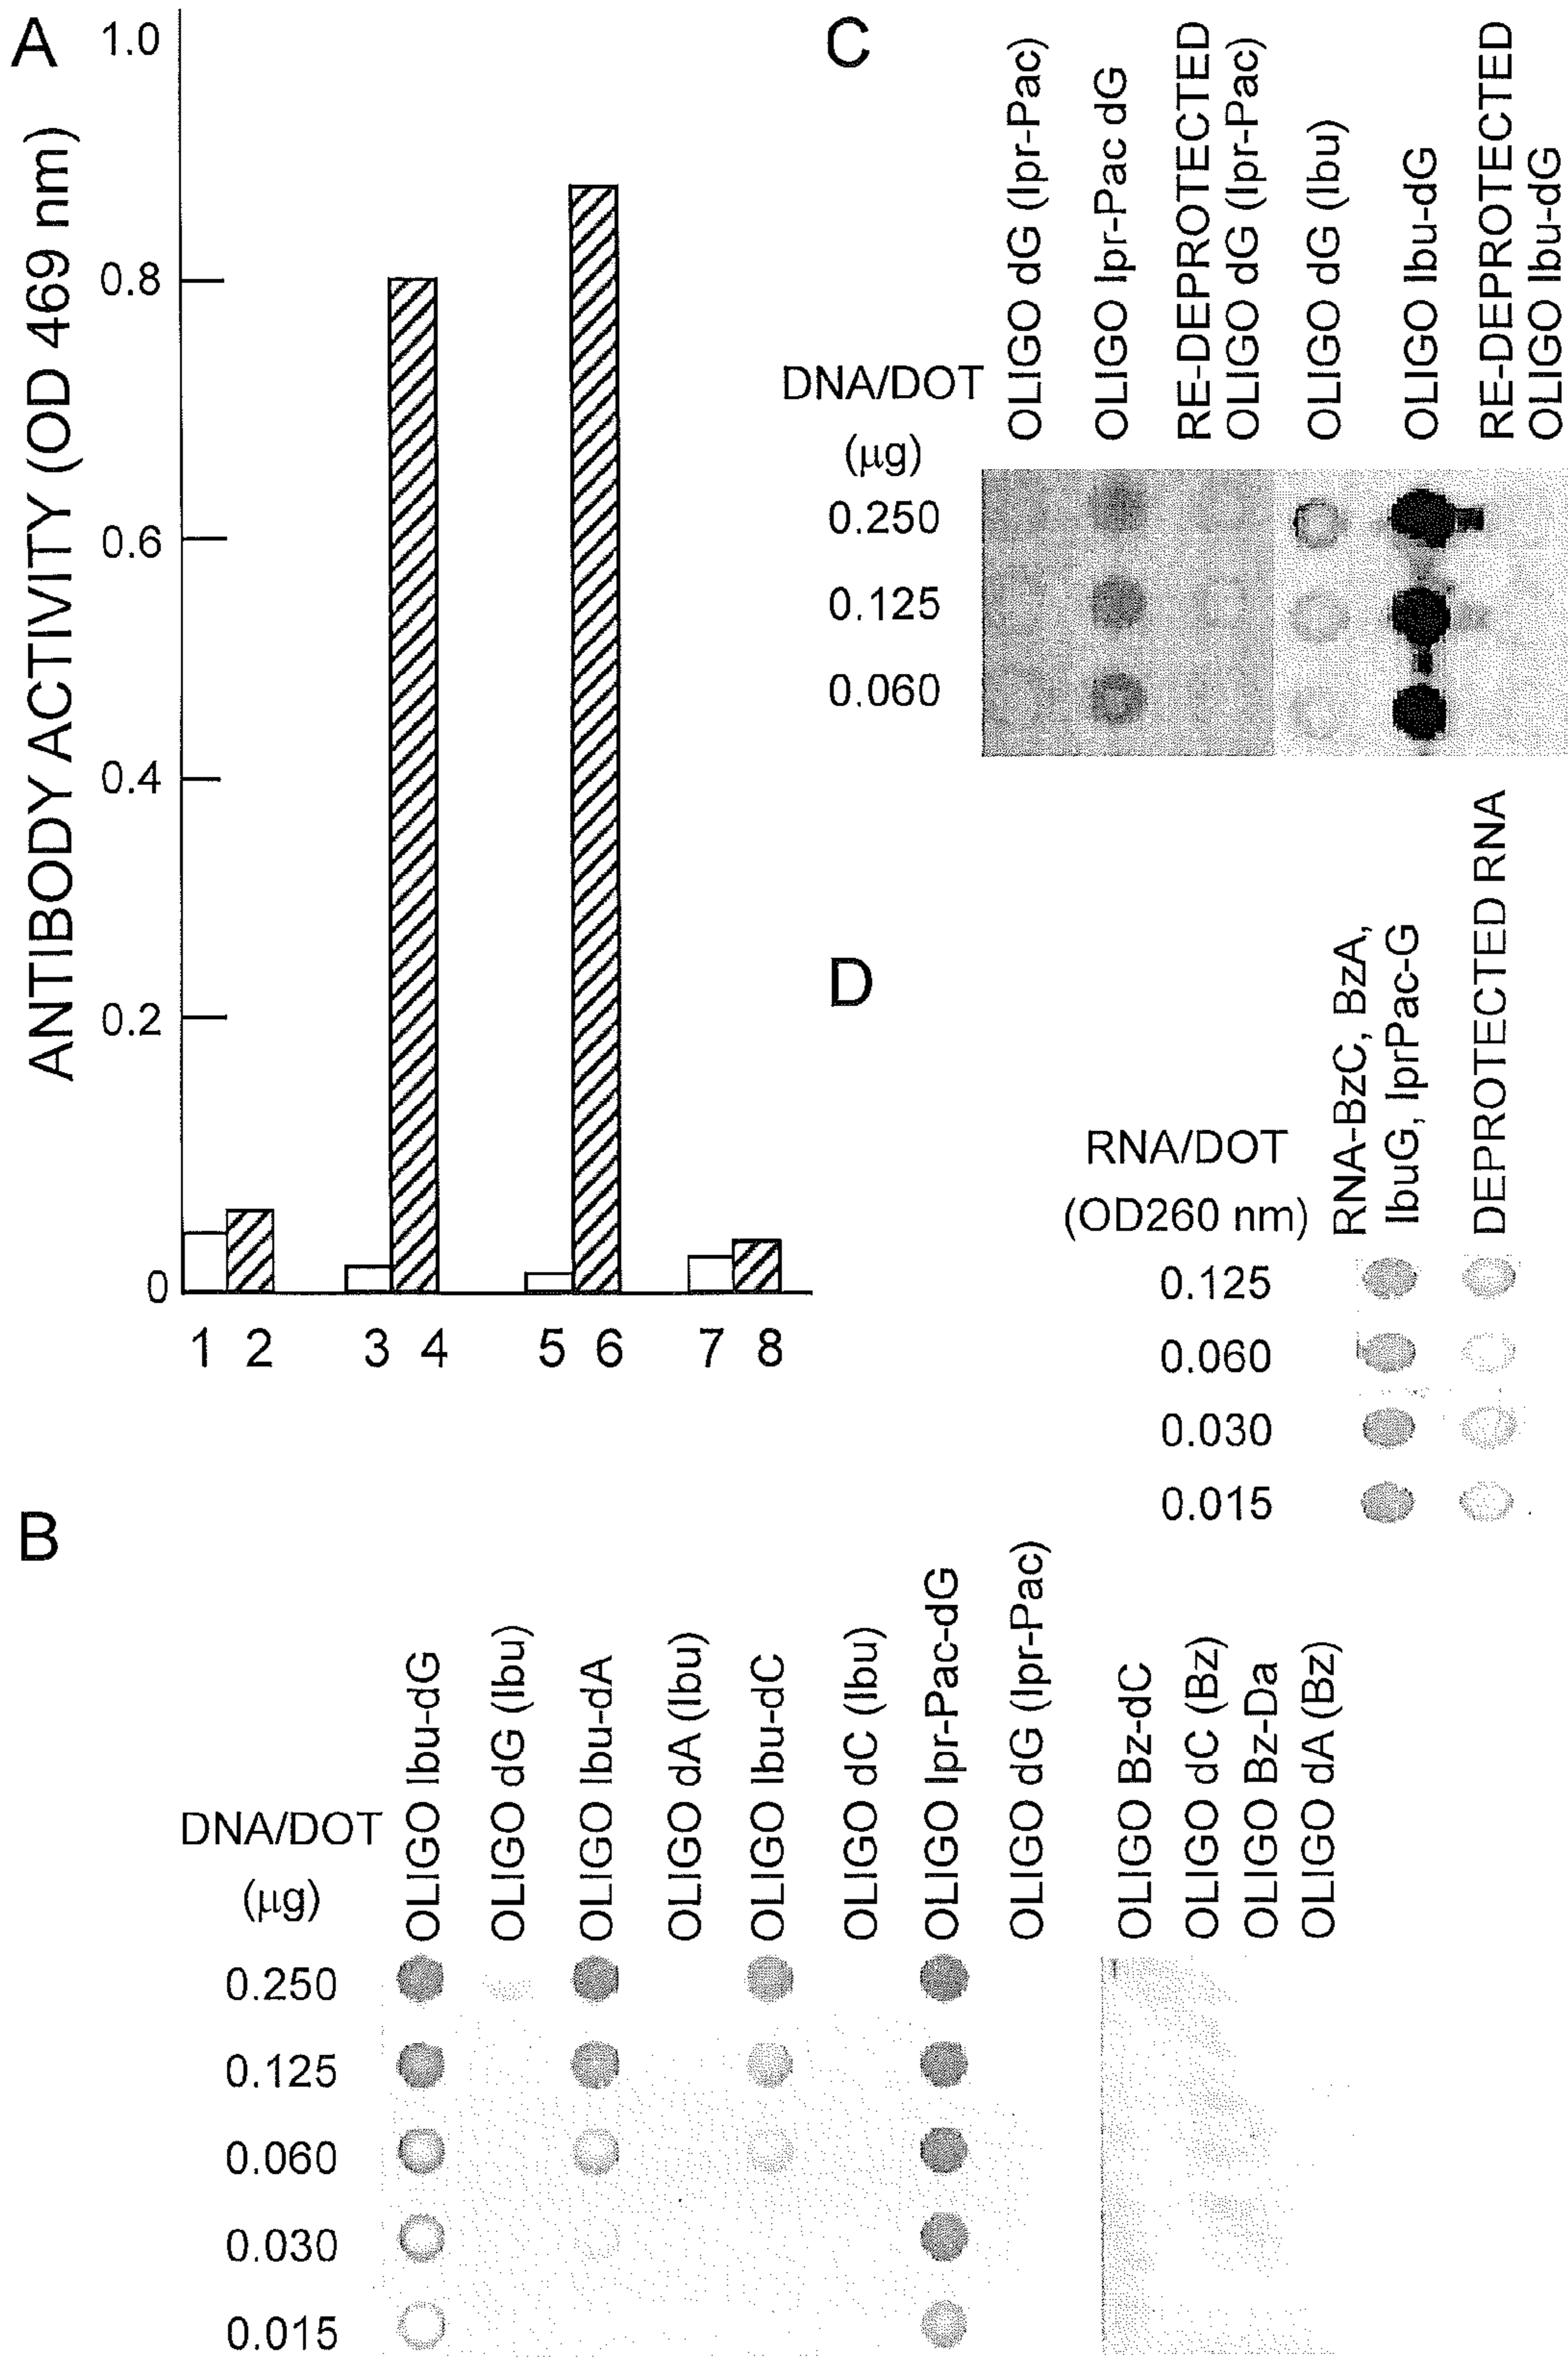 A
ANTIBODY ACTIVITY (OD 469 nm)
1.0
0.8
0.6
0.4
0.2
0
1 2 3 4 5 6 7 8
C
DNA/DOT
(μg)
OLIGO dG (Ipr-Pac)
OLIGO Ipr-Pac dG
RE-DEPROTECTED
OLIGO dG (Ipr-Pac)
OLIGO dG (Ibu)
OLIGO Ibu-dG
RE-DEPROTECTED
OLIGO Ibu-dG
0.250
0.125
0.060
D
RNA/DOT
(OD260 nm)
RNA-BzC, BzA,
IbuG, IprPac-G
DEPROTECTED RNA
0.125
0.060
0.030
0.015
B
DNA/DOT
(μg)
OLIGO Ibu-dG
OLIGO dG (Ibu)
OLIGO Ibu-dA
OLIGO dA (Ibu)
OLIGO Ibu-dC
OLIGO dC (Ibu)
OLIGO Ipr-Pac-dG
OLIGO dG (Ipr-Pac)
OLIGO Bz-dC
OLIGO dC (Bz)
OLIGO Bz-Da
OLIGO dA (Bz)
0.250
0.125
0.060
0.030
0.015